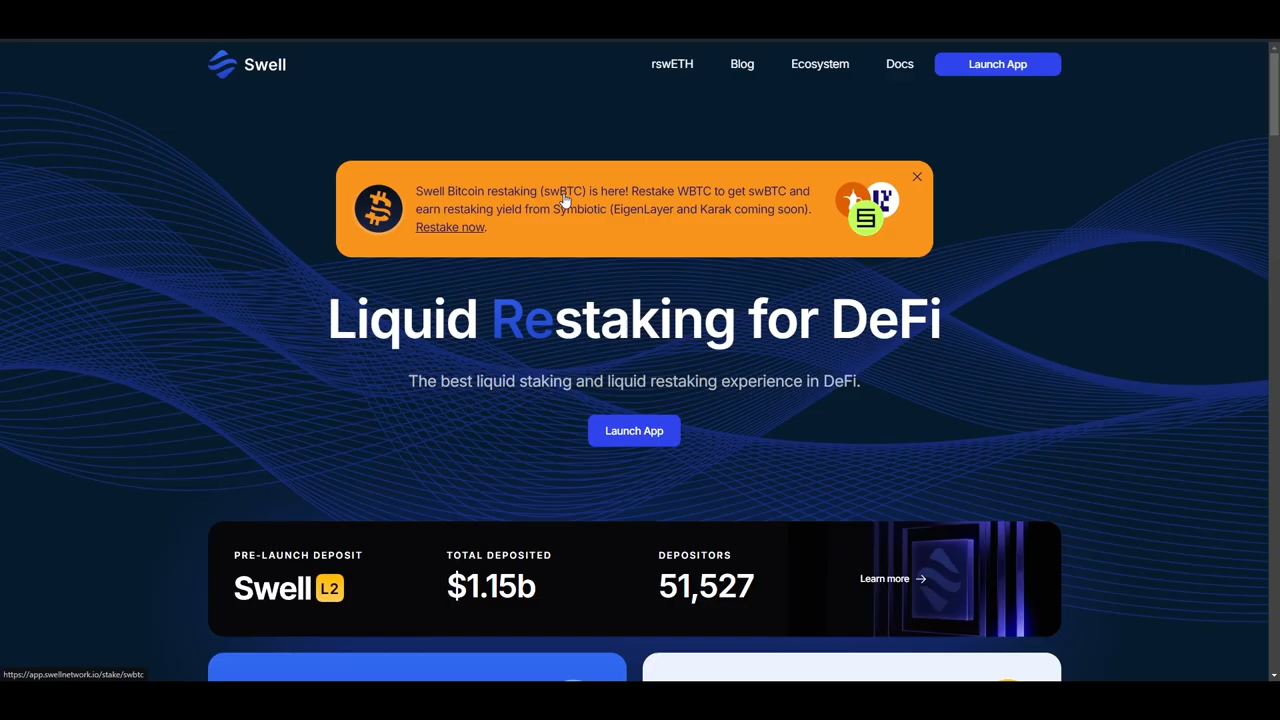 Swell
rswETH
Blog
Ecosystem
Docs
Launch App
Swell Bitcoin restaking (swBTC) is here! Restake WBTC to get swBTC and
earn restaking yield from Symbiotic (EigenLayer and Karak coming soon).
Restake now.
Liquid Restaking for DeFi
The best liquid staking and liquid restaking experience in DeFi.
Launch App
PRE-LAUNCH DEPOSIT
Swell L2
TOTAL DEPOSITED
$1.15b
DEPOSITORS
51,527
Learn more →
https://app.swellnetwork.io/stake/swbtc